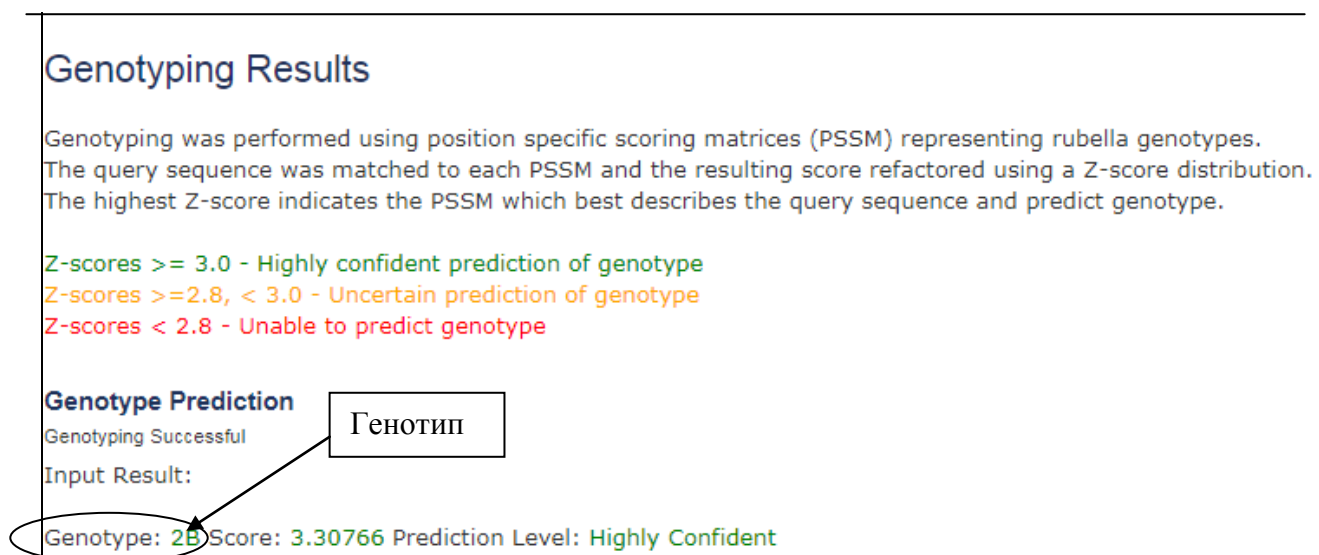 Genotyping Results
Genotyping was performed using position specific scoring matrices (PSSM) representing rubella genotypes.
The query sequence was matched to each PSSM and the resulting score refactored using a Z-score distribution.
The highest Z-score indicates the PSSM which best describes the query sequence and predict genotype.
Z-scores >= 3.0 - Highly confident prediction of genotype
Z-scores >=2.8, < 3.0 - Uncertain prediction of genotype
Z-scores < 2.8 - Unable to predict genotype
Genotype Prediction
Генотип
Genotyping Successful
Input Result:
Genotype: 2B Score: 3.30766 Prediction Level: Highly Confident